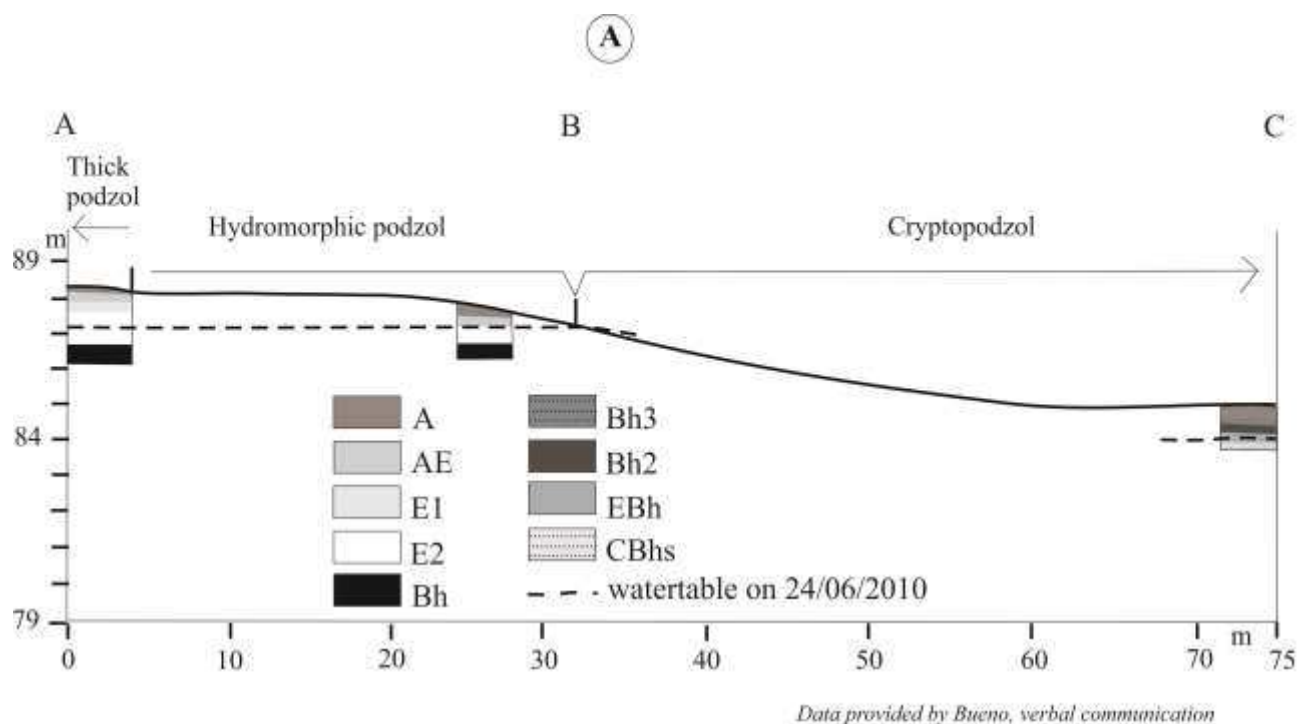 A
A B C
Thick
podzol
Hydromorphic podzol Cryptopodzol
m
89
84
79
A Bh3
AE Bh2
E1 EBh
E2 CBhs
Bh watertable on 24/06/2010
m
0 10 20 30 40 50 60 70 75
Data provided by Bueno, verbal communication